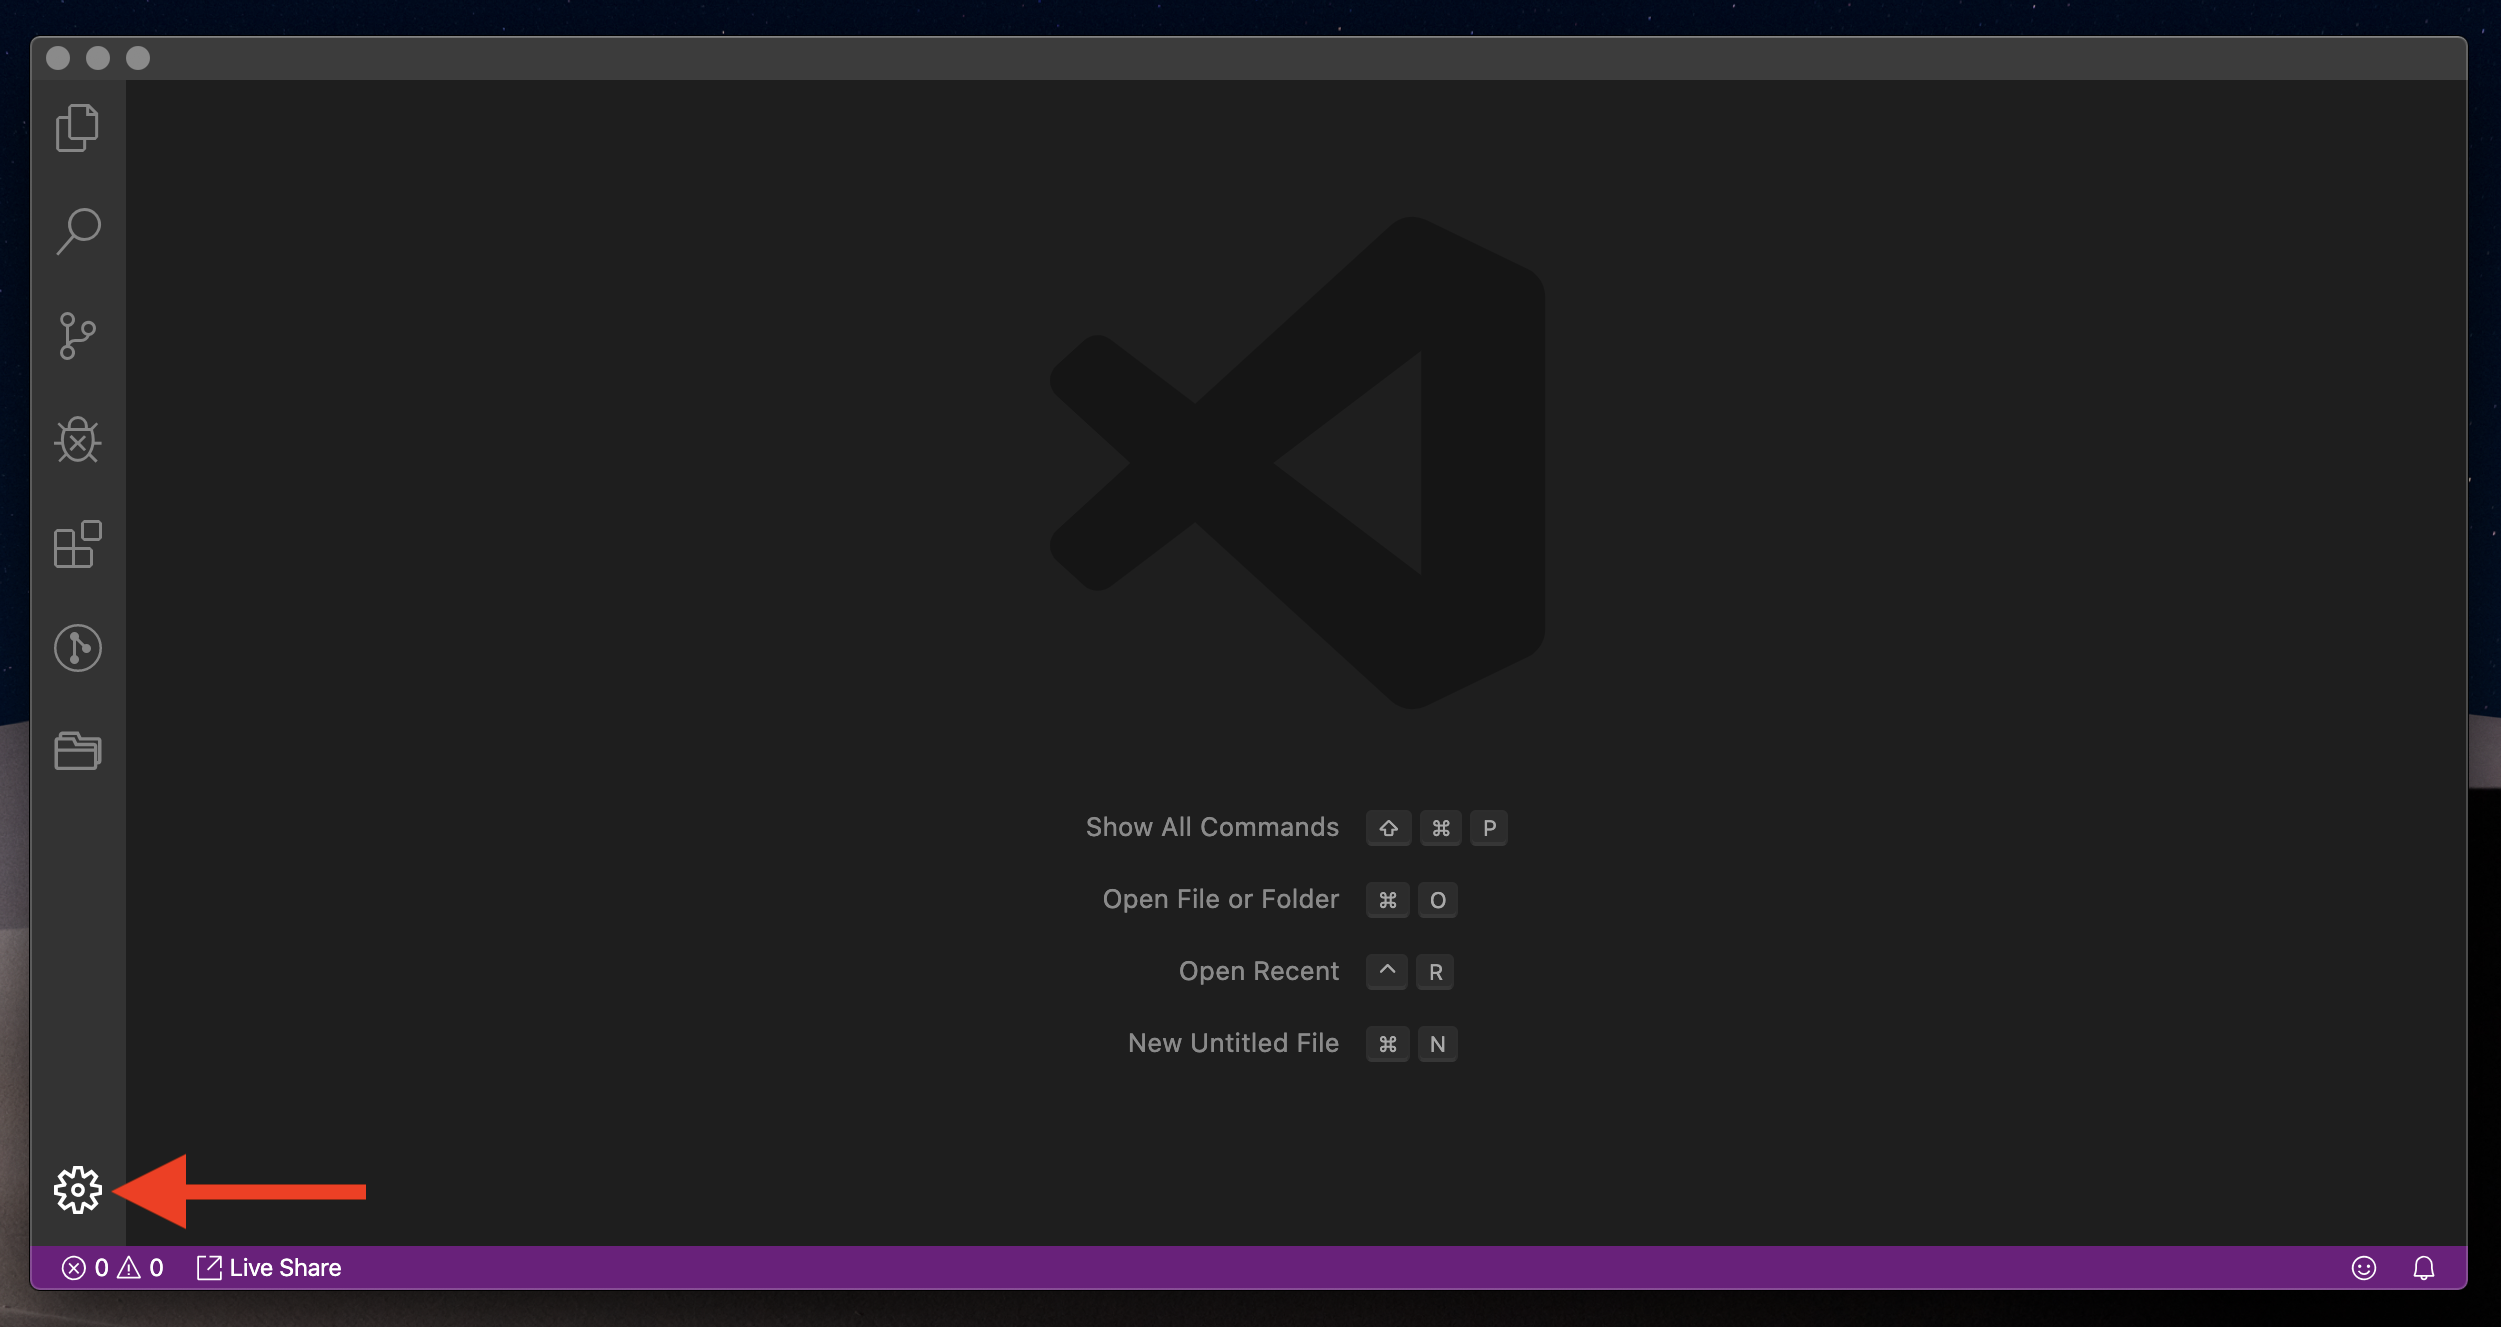 Show All Commands ⇧ ⌘ P
Open File or Folder ⌘ O
Open Recent ^ R
New Untitled File ⌘ N
0 0 Live Share